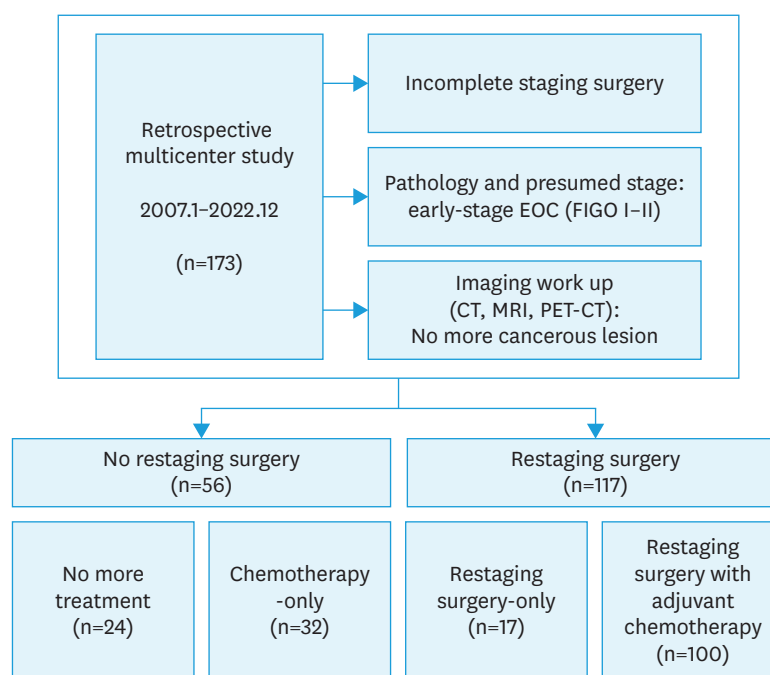 Retrospective
multicenter study
2007.1–2022.12
(n=173)
Incomplete staging surgery
Pathology and presumed stage:
early-stage EOC (FIGO I–II)
Imaging work up
(CT, MRI, PET-CT):
No more cancerous lesion
No restaging surgery
(n=56)
Restaging surgery
(n=117)
No more
treatment
(n=24)
Chemotherapy
-only
(n=32)
Restaging
surgery-only
(n=17)
Restaging
surgery with
adjuvant
chemotherapy
(n=100)